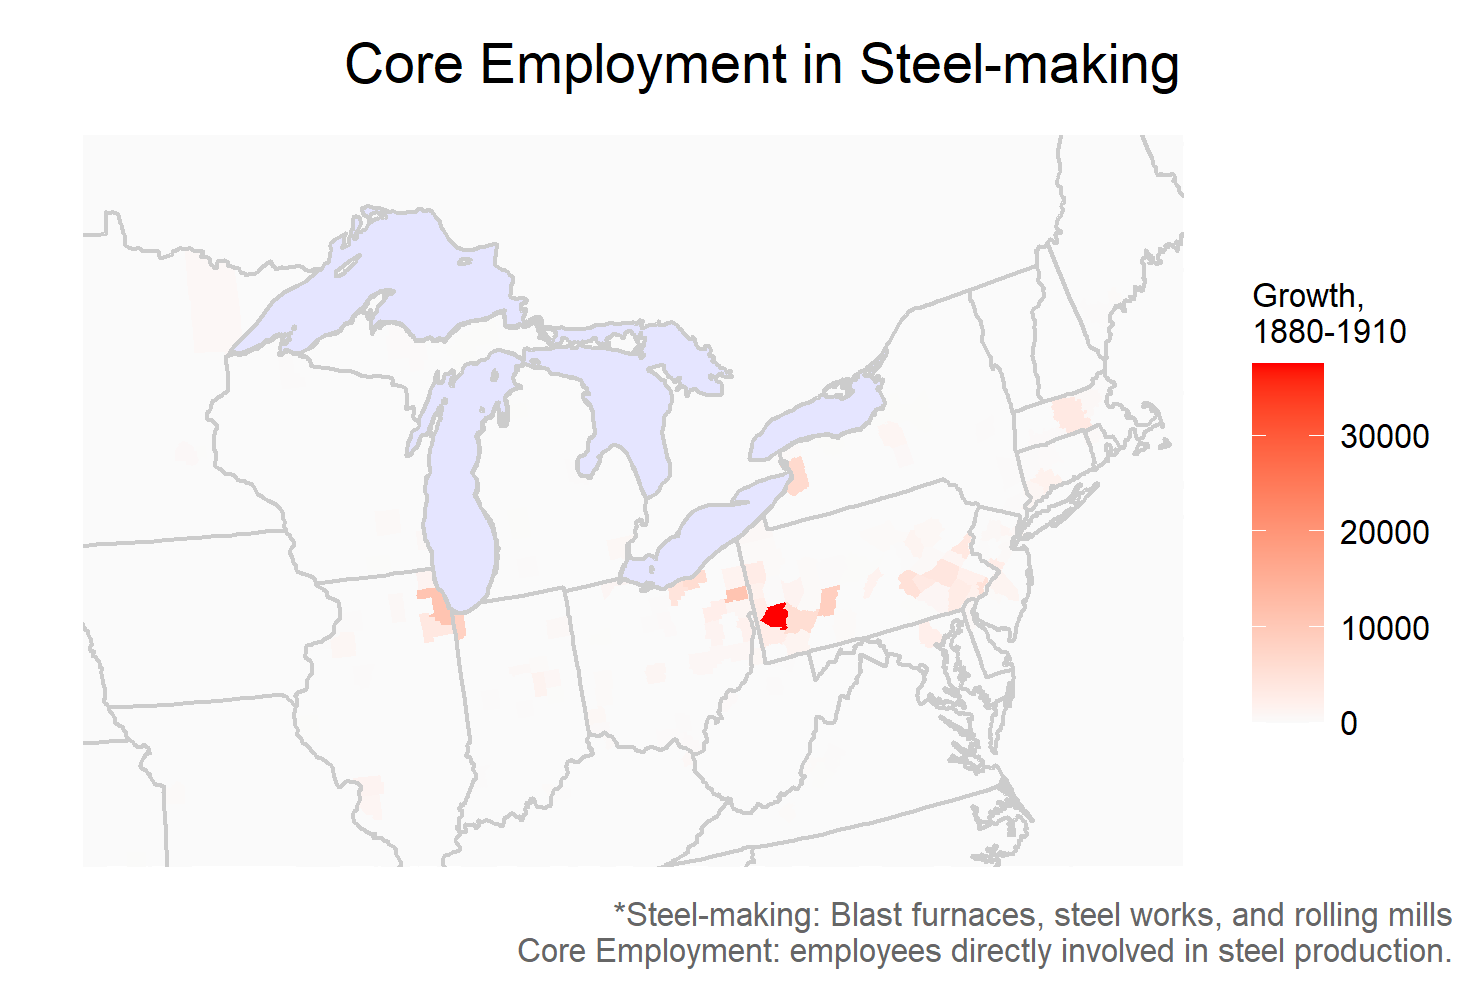 Core Employment in Steel-making
Growth,
1880-1910
30000
20000
10000
0
*Steel-making: Blast furnaces, steel works, and rolling mills
Core Employment: employees directly involved in steel production.